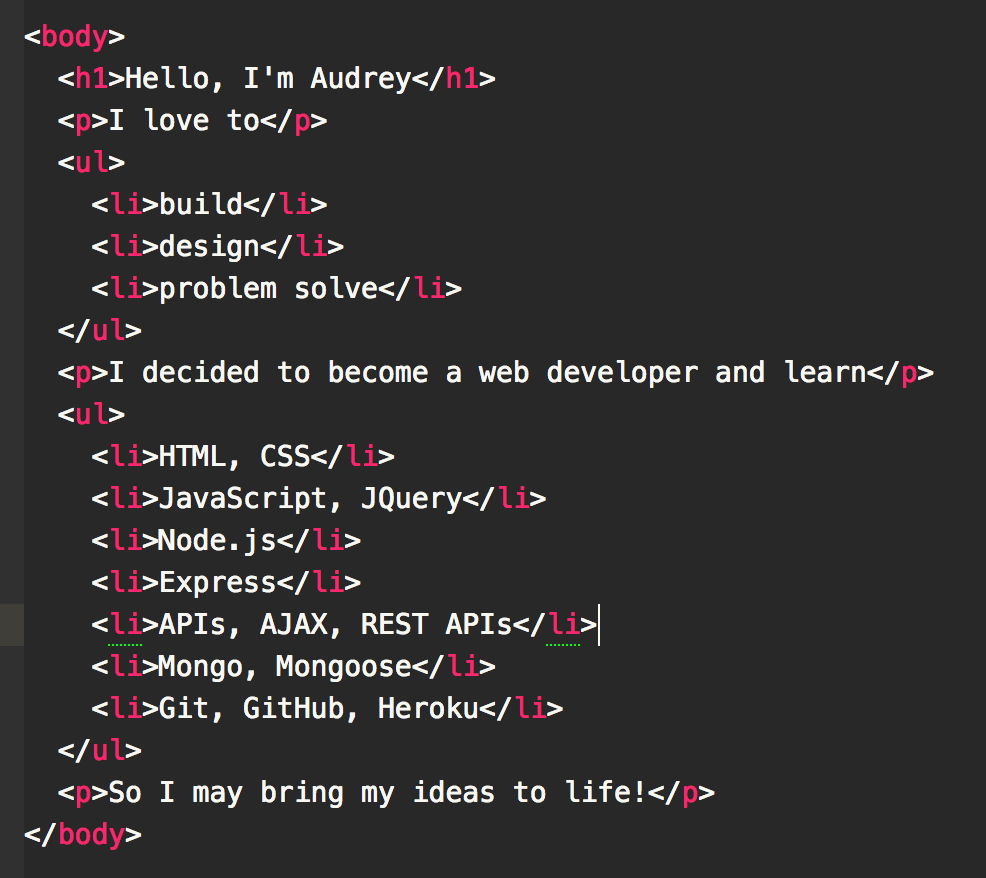 <body>
  <h1>Hello, I'm Audrey</h1>
  <p>I love to</p>
  <ul>
    <li>build</li>
    <li>design</li>
    <li>problem solve</li>
  </ul>
  <p>I decided to become a web developer and learn</p>
  <ul>
    <li>HTML, CSS</li>
    <li>JavaScript, JQuery</li>
    <li>Node.js</li>
    <li>Express</li>
    <li>APIs, AJAX, REST APIs</li>
    <li>Mongo, Mongoose</li>
    <li>Git, GitHub, Heroku</li>
  </ul>
  <p>So I may bring my ideas to life!</p>
</body>